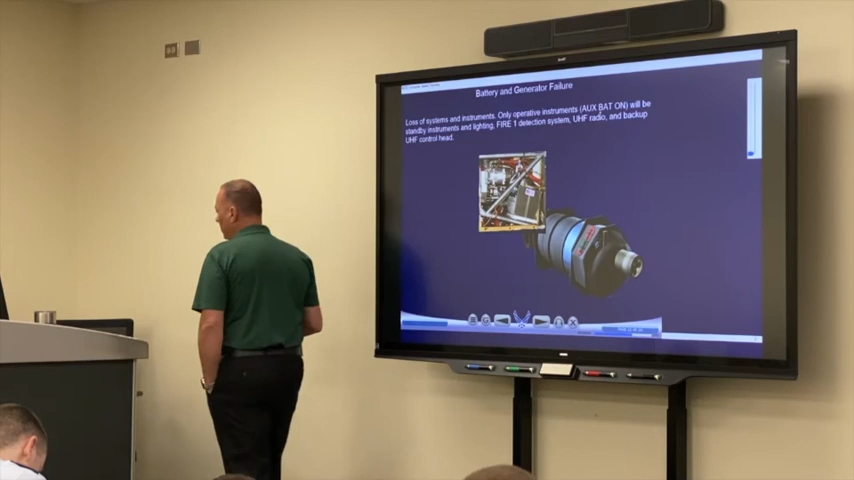 Battery and Generator Failure
Loss of systems and instruments. Only operative instruments (AUX BAT ON) will be
standby instruments and lighting, FIRE 1 detection system, UHF radio, and backup
UHF control head.